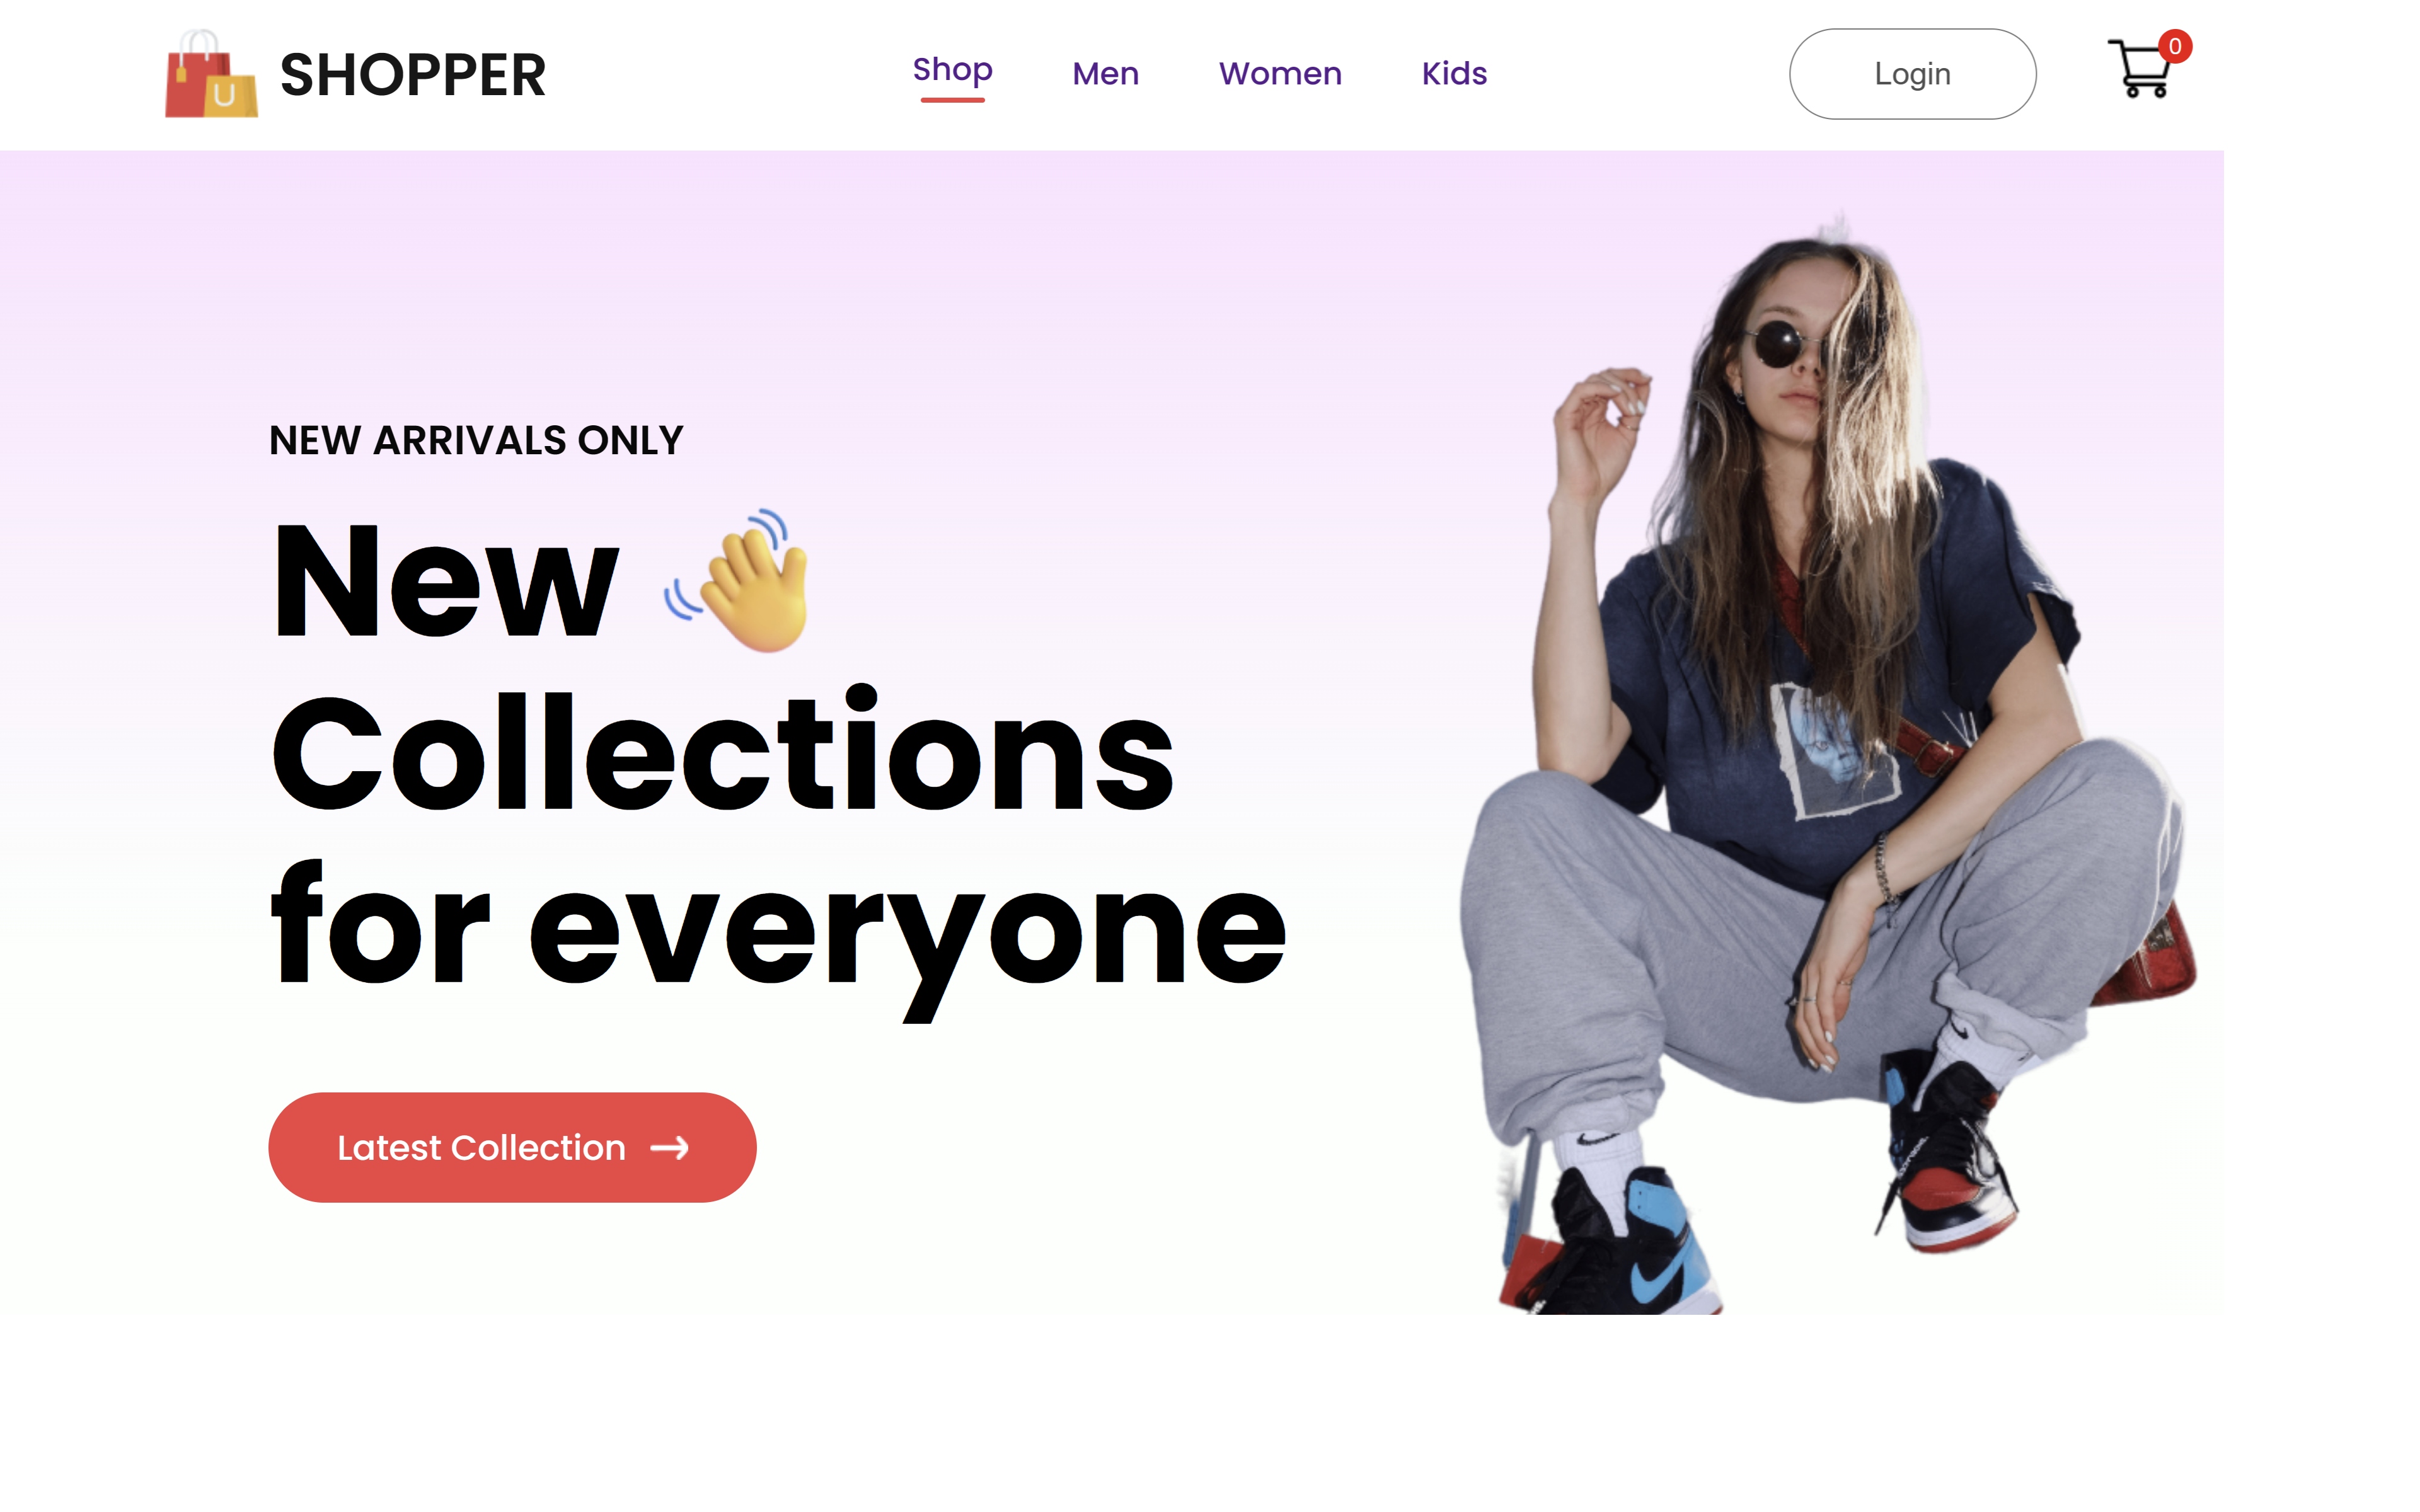 SHOPPER
Shop
Men
Women
Kids
Login
0
NEW ARRIVALS ONLY
New
Collections
for everyone
Latest Collection